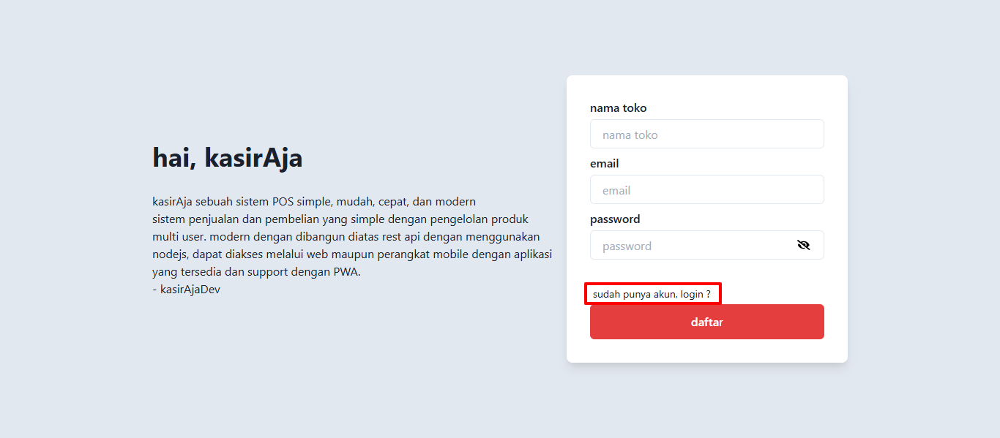 hai, kasirAja
kasirAja sebuah sistem POS simple, mudah, cepat, dan modern
sistem penjualan dan pembelian yang simple dengan pengelolan produk
multi user. modern dengan dibangun diatas rest api dengan menggunakan
nodejs, dapat diakses melalui web maupun perangkat mobile dengan aplikasi
yang tersedia dan support dengan PWA.
- kasirAjaDev
nama toko
nama toko
email
email
password
password
sudah punya akun, login ?
daftar